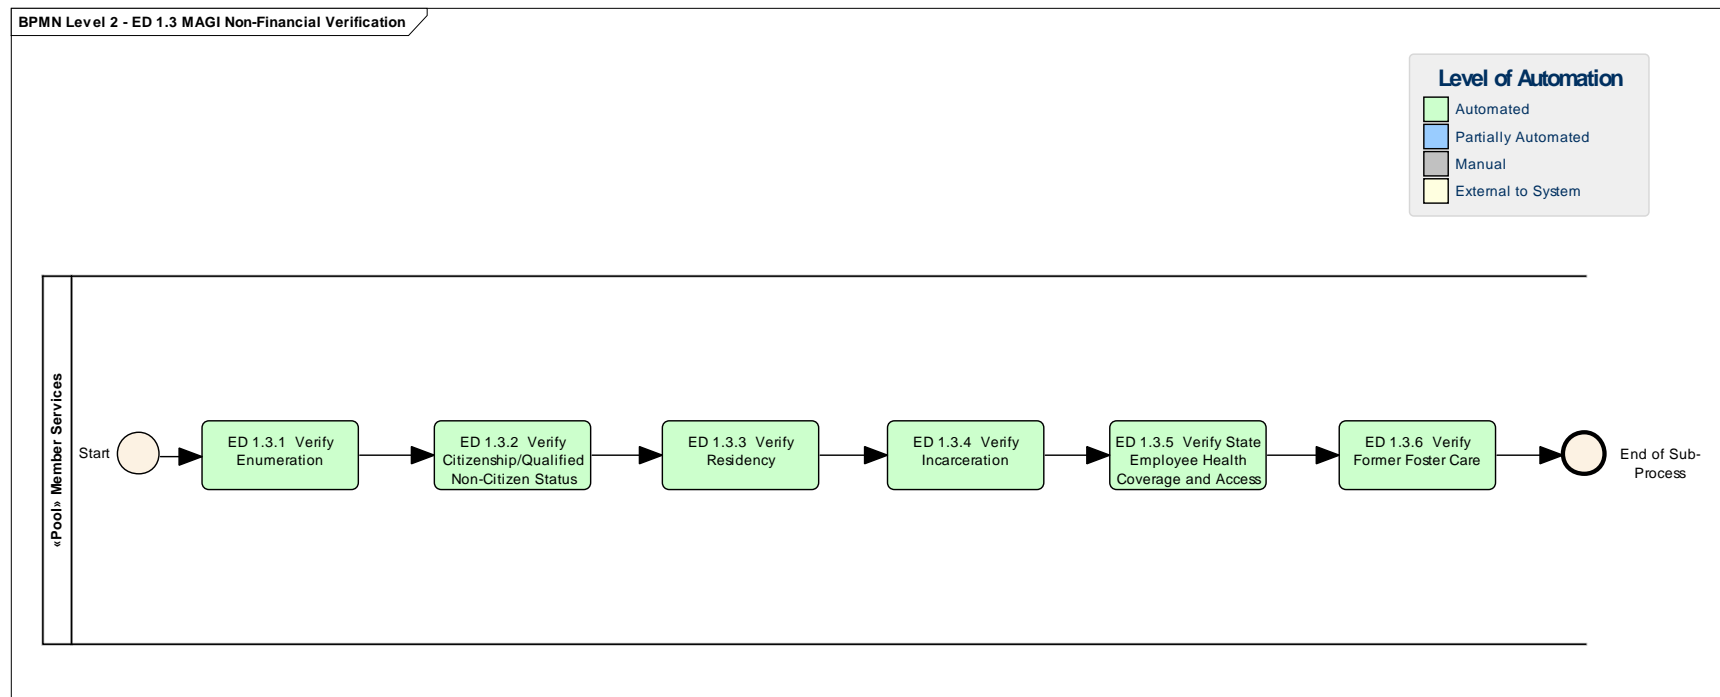 BPMN Level 2 - ED 1.3 MAGI Non-Financial Verification
Level of Automation
Automated
Partially Automated
Manual
External to System
«Pool» Member Services
Start
ED 1.3.1 Verify
Enumeration
ED 1.3.2 Verify
Citizenship/Qualified
Non-Citizen Status
ED 1.3.3 Verify
Residency
ED 1.3.4 Verify
Incarceration
ED 1.3.5 Verify State
Employee Health
Coverage and Access
ED 1.3.6 Verify
Former Foster Care
End of Sub-
Process